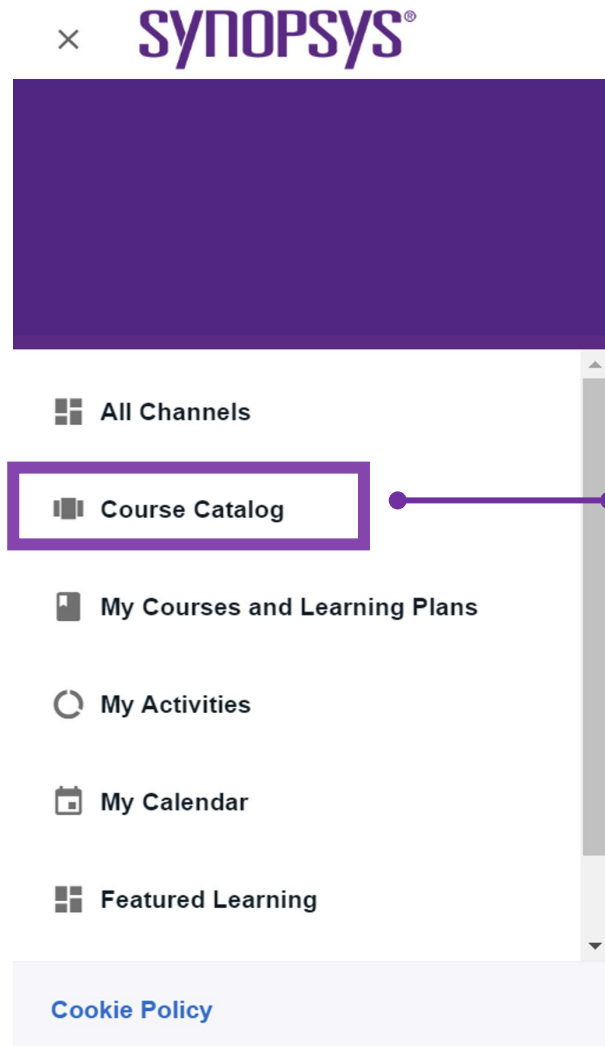 SYNOPSYS®
All Channels
Course Catalog
My Courses and Learning Plans
My Activities
My Calendar
Featured Learning
Cookie Policy